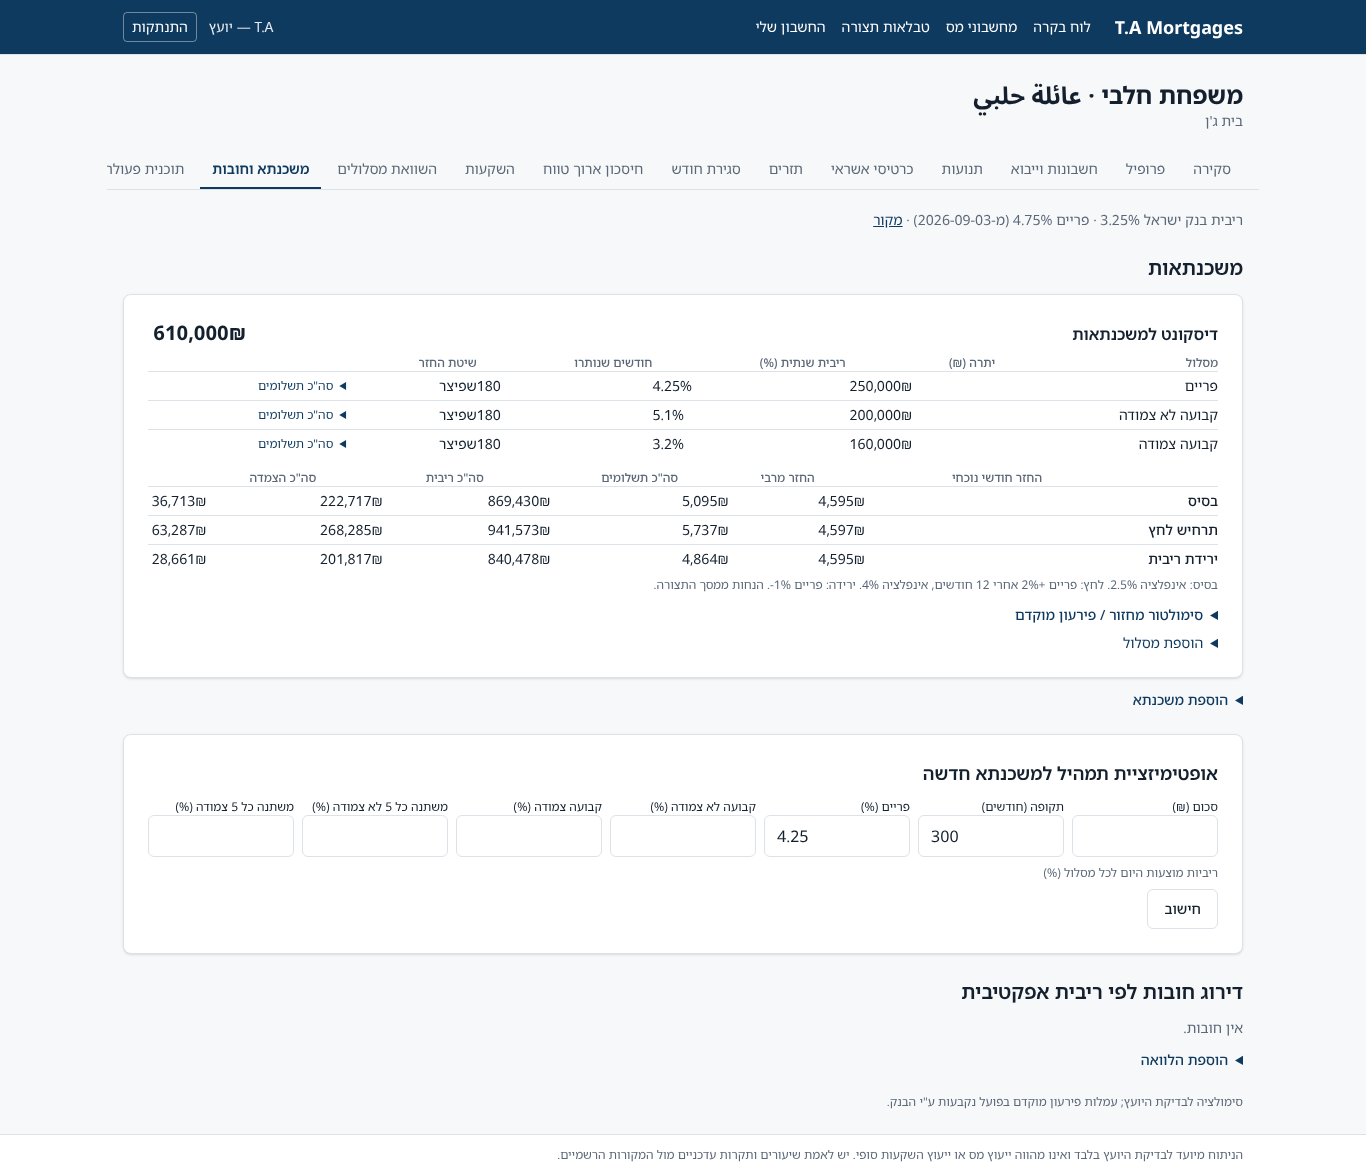 T.A Mortgages לוח בקרה מחשבוני מס טבלאות תצורה החשבון שלי T.A — יועץ התנתקות
משפחת חלבי · عائلة حلبي
בית ג'ן
סקירה פרופיל חשבונות וייבוא תנועות כרטיסי אשראי תזרים סגירת חודש חיסכון ארוך טווח השקעות השוואת מסלולים משכנתא וחובות תוכנית פעולר
ריבית בנק ישראל 3.25% · פריים 4.75% (מ-2026-09-03) · מקור
משכנתאות
דיסקונט למשכנתאות ₪610,000
מסלול יתרה (₪) ריבית שנתית (%) חודשים שנותרו שיטת החזר
פריים ₪250,000 4.25% 180 שפיצר סה"כ תשלומים
קבועה לא צמודה ₪200,000 5.1% 180 שפיצר סה"כ תשלומים
קבועה צמודה ₪160,000 3.2% 180 שפיצר סה"כ תשלומים
החזר חודשי נוכחי החזר מרבי סה"כ תשלומים סה"כ ריבית סה"כ הצמדה
בסיס ₪4,595 ₪5,095 ₪869,430 ₪222,717 ₪36,713
תרחיש לחץ ₪4,597 ₪5,737 ₪941,573 ₪268,285 ₪63,287
ירידת ריבית ₪4,595 ₪4,864 ₪840,478 ₪201,817 ₪28,661
בסיס: אינפלציה 2.5%. לחץ: פריים +2% אחרי 12 חודשים, אינפלציה 4%. ירידה: פריים 1%-. הנחות ממסך התצורה.
סימולטור מחזור / פירעון מוקדם
הוספת מסלול
הוספת משכנתא
אופטימיזציית תמהיל למשכנתא חדשה
סכום (₪) תקופה (חודשים) פריים (%) קבועה לא צמודה (%) קבועה צמודה (%) משתנה כל 5 לא צמודה (%) משתנה כל 5 צמודה (%)
300 4.25
ריביות מוצעות היום לכל מסלול (%)
חישוב
דירוג חובות לפי ריבית אפקטיבית
אין חובות.
הוספת הלוואה
סימולציה לבדיקת היועץ; עמלות פירעון מוקדם בפועל נקבעות ע"י הבנק.
הניתוח מיועד לבדיקת היועץ בלבד ואינו מהווה ייעוץ מס או ייעוץ השקעות סופי. יש לאמת שיעורים ותקרות עדכניים מול המקורות הרשמיים.